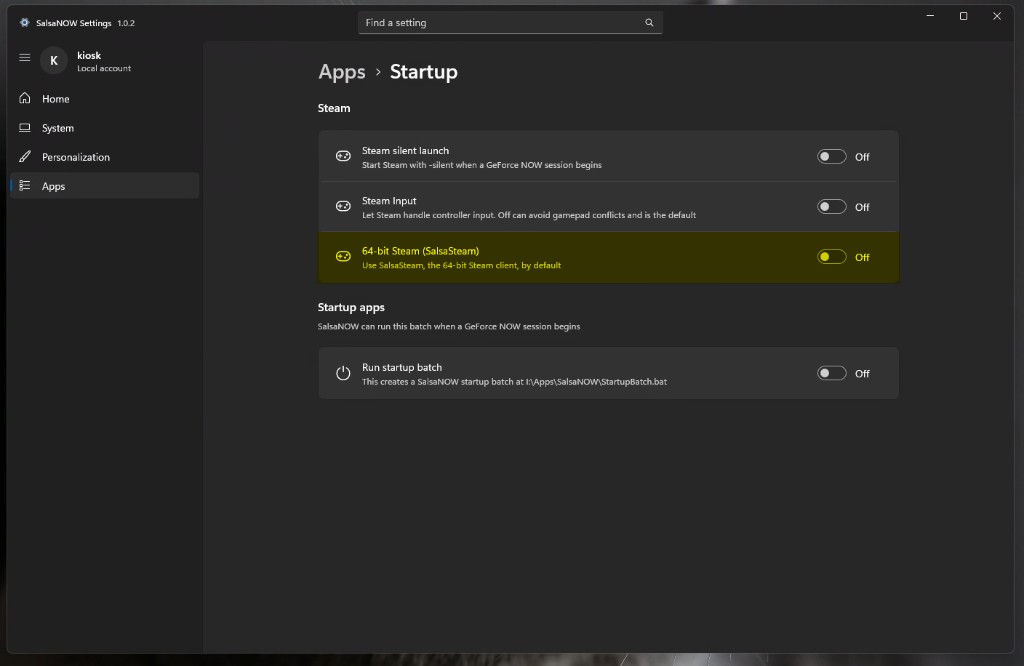 SalsaNOW Settings 1.0.2
Find a setting
K
kiosk
Local account
Home
System
Personalization
Apps
Apps › Startup
Steam
Steam silent launch
Start Steam with -silent when a GeForce NOW session begins
Off
Steam Input
Let Steam handle controller input. Off can avoid gamepad conflicts and is the default
Off
64-bit Steam (SalsaSteam)
Use SalsaSteam, the 64-bit Steam client, by default
Off
Startup apps
SalsaNOW can run this batch when a GeForce NOW session begins
Run startup batch
This creates a SalsaNOW startup batch at I:\Apps\SalsaNOW\StartupBatch.bat
Off